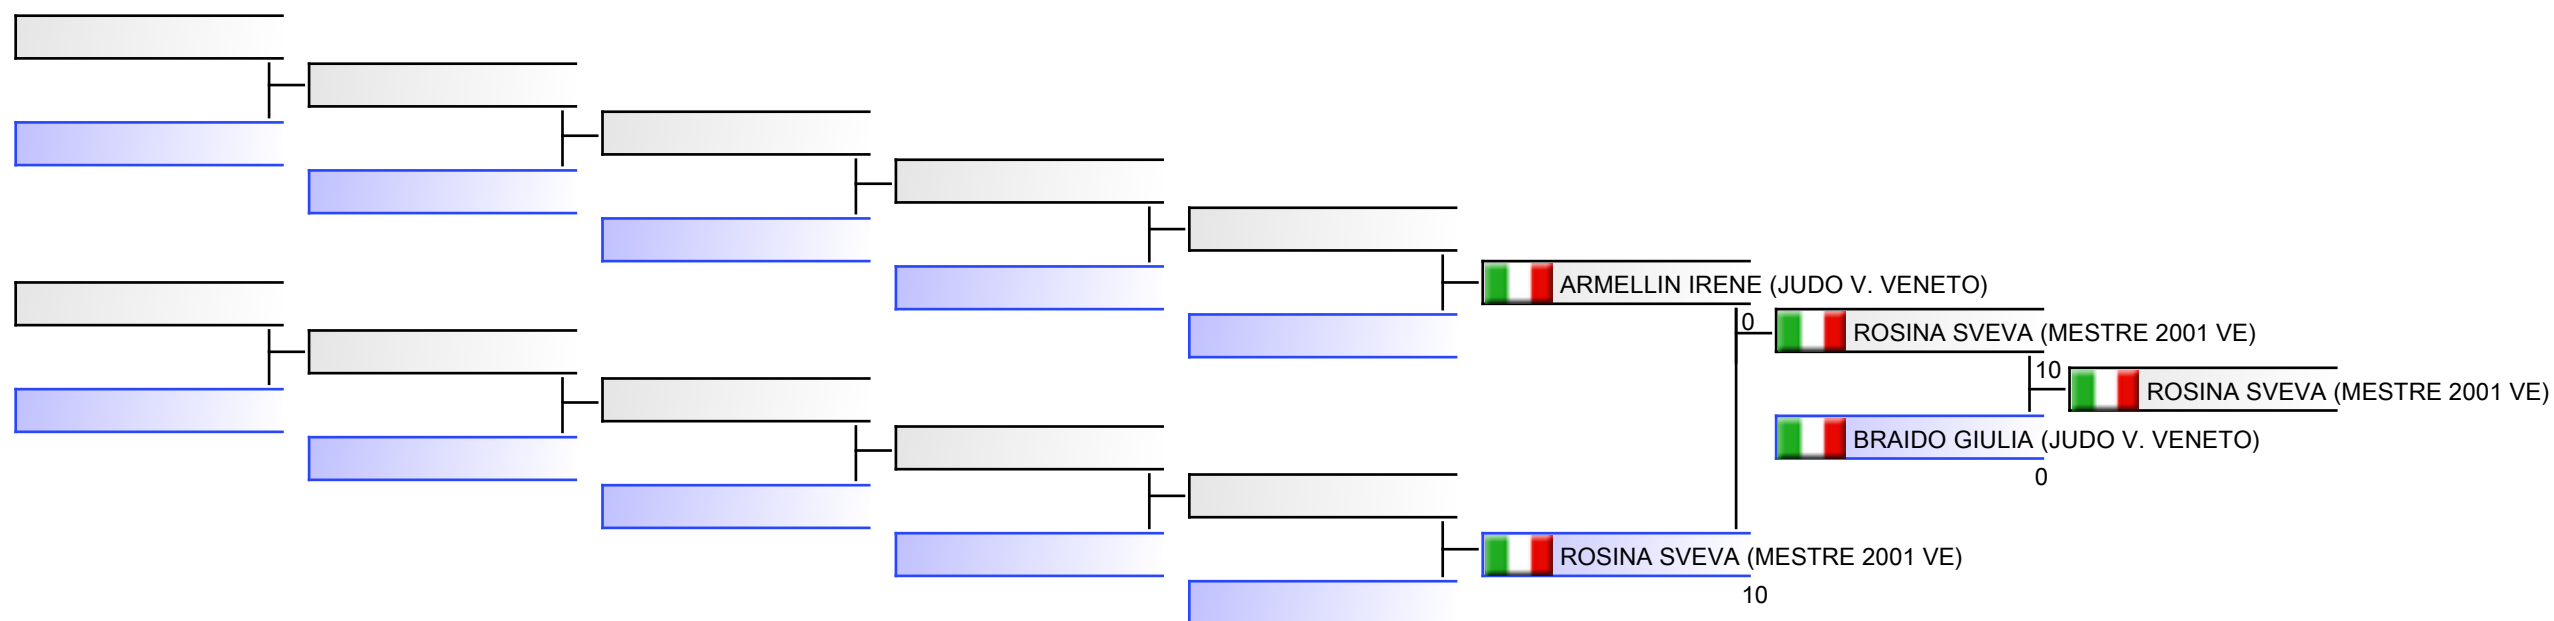 ARMELLIN IRENE (JUDO V. VENETO)
0
ROSINA SVEVA (MESTRE 2001 VE)
10
ROSINA SVEVA (MESTRE 2001 VE)
BRAIDO GIULIA (JUDO V. VENETO)
0
ROSINA SVEVA (MESTRE 2001 VE)
10